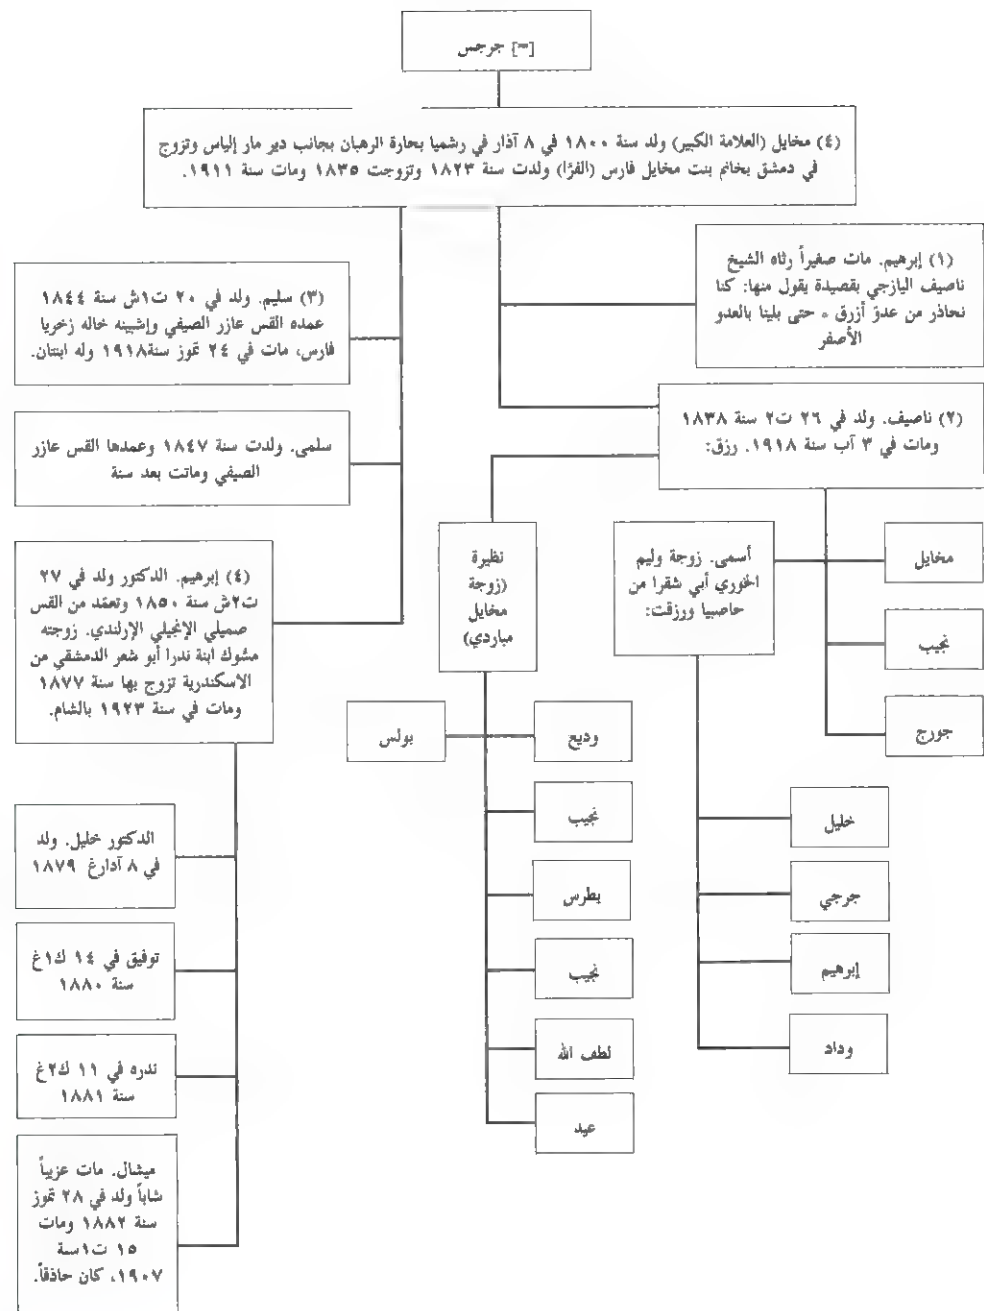 [=] جرجس
(٤) مخايل (العلامة الكبير) ولد سنة ١٨٠٠ في ٨ آذار في رشميا بحارة الرهبان بجانب دير مار إلياس وتزوج
في دمشق بخانم بنت مخايل فارس (الفرّا) ولدت سنة ١٨٢٣ وتزوجت ١٨٣٥ ومات سنة ١٩١١.
(١) إبرهيم. مات صغيراً رثاه الشيخ
ناصيف اليازجي بقصيدة يقول منها: كنا
نحاذر من عدوّ أزرق * حتى بلينا بالعدو
الأصفر
(٣) سليم. ولد في ٢٠ ت١ش سنة ١٨٤٤
عمده القس عازر الصيفي وإشبينه خاله زخريا
فارس، مات في ٢٤ تموز سنة١٩١٨ وله ابنتان.
(٢) ناصيف. ولد في ٢٦ ت٢ سنة ١٨٣٨
ومات في ٣ آب سنة ١٩١٨. رزق:
سلمى. ولدت سنة ١٨٤٧ وعمدها القس عازر
الصيفي وماتت بعد سنة
مخايل
نجيب
جورج
أسمى. زوجة وليم
الخوري أبي شقرا من
حاصبيا ورزقت:
نظيرة
(زوجة
مخايل
مباردي)
(٤) إبرهيم. الدكتور ولد في ٢٧
ت٢ش سنة ١٨٥٠ وتعمّد من القس
صميلي الإنجيلي الإرلندي. زوجته
مشوك ابنة ندرا أبو شعر الدمشقي من
الاسكندرية تزوج بها سنة ١٨٧٧
ومات في سنة ١٩٢٣ بالشام.
خليل
جرجي
إبرهيم
وداد
وديع
بولس
نجيب
بطرس
نجيب
لطف الله
عيد
الدكتور خليل. ولد
في ٨ آدارغ ١٨٧٩
توفيق في ١٤ ك١غ
سنة ١٨٨٠
ندره في ١١ ك٢غ
سنة ١٨٨١
ميشال. مات عزيباً
شاباً ولد في ٢٨ تموز
سنة ١٨٨٢ ومات
١٥ ت١سة
١٩٠٧، كان حاذقاً.